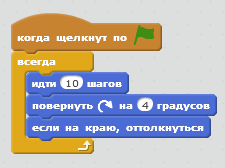 когда щелкнут по
всегда
идти 10 шагов
повернуть на 4 градусов
если на краю, оттолкнуться